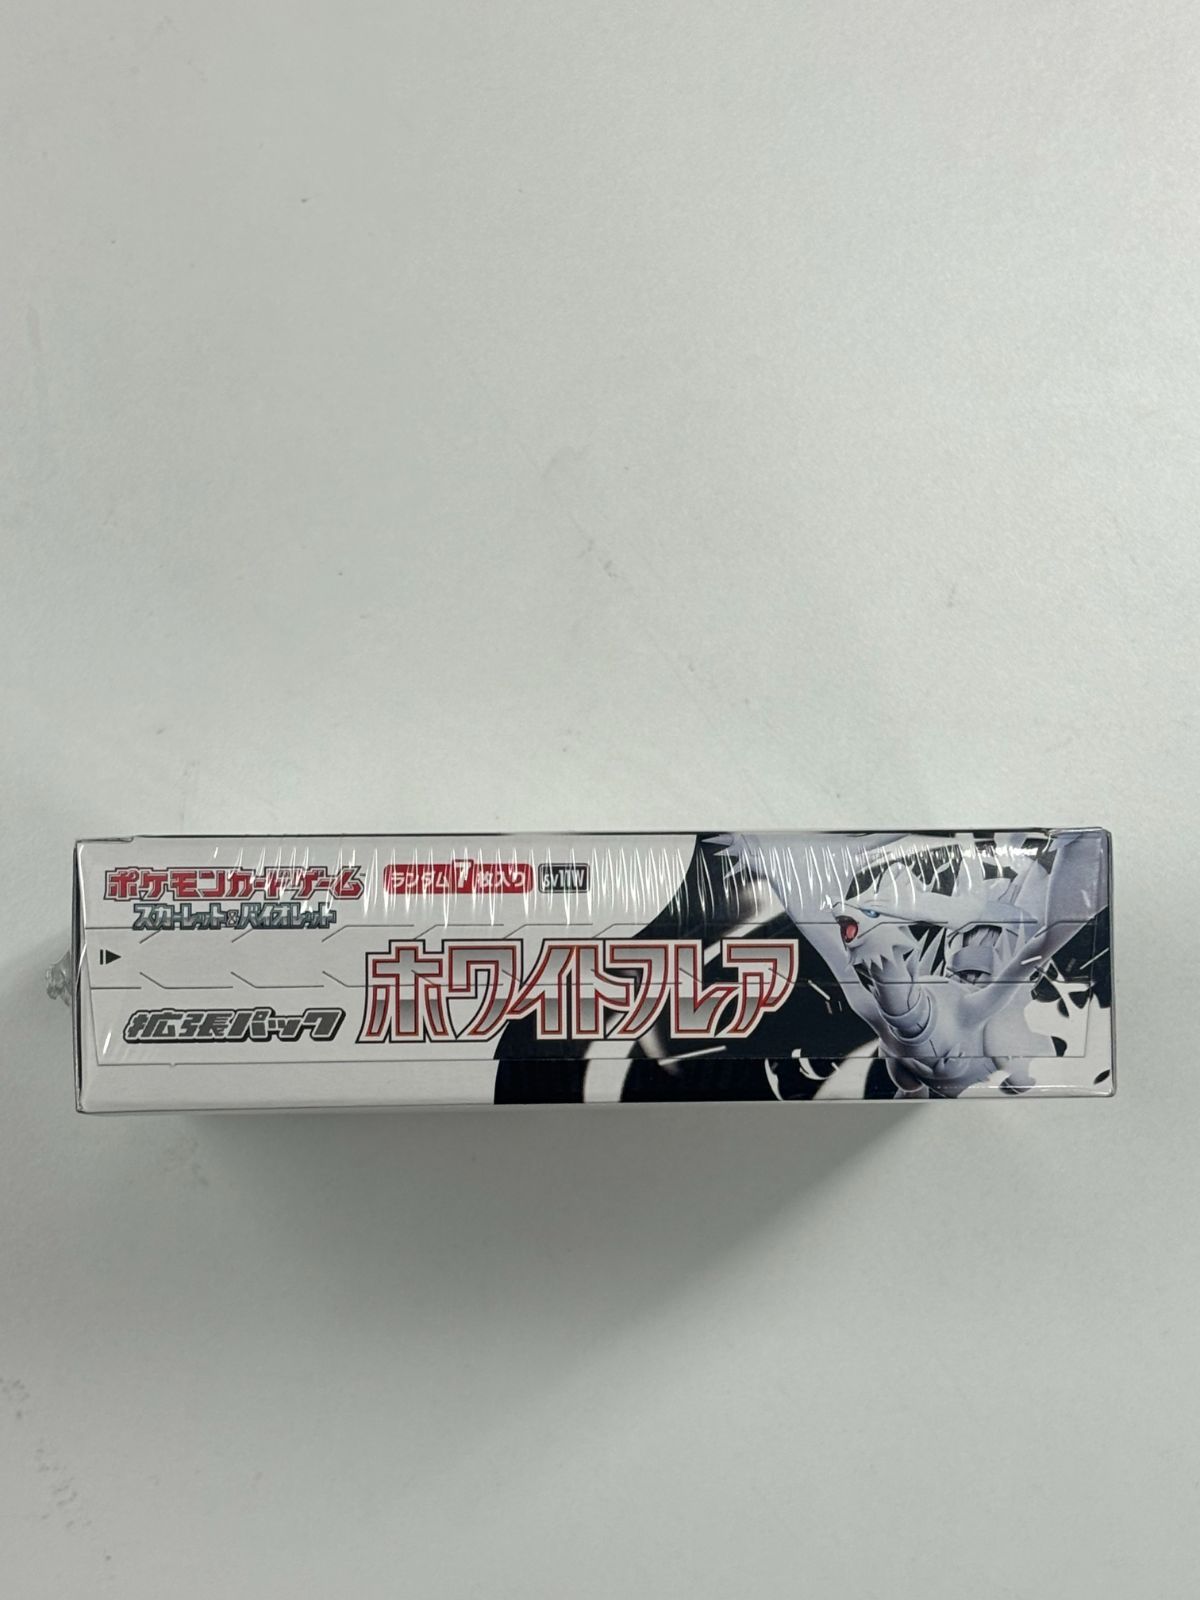 ポケモンカードゲーム
スカーレット&バイオレット
ランダム7枚入り
sv11W
拡張パック
ホワイトフレア